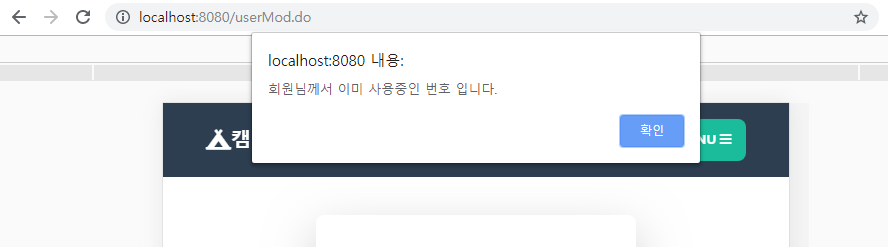 localhost:8080/userMod.do
localhost:8080 내용:
회원님께서 이미 사용중인 번호 입니다.
확인
캠
NU